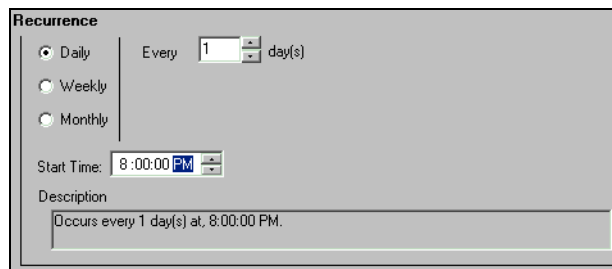 Recurrence
Daily Every 1 day(s)
Weekly
Monthly
Start Time: 8:00:00 PM
Description
Occurs every 1 day(s) at, 8:00:00 PM.